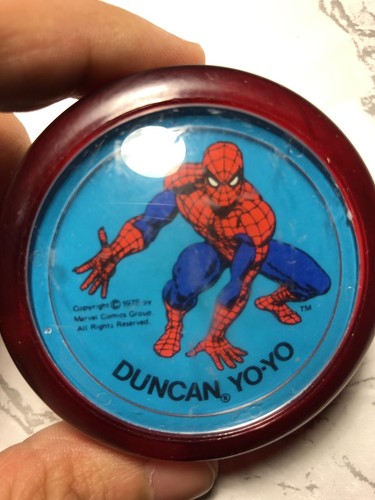 Copyright © 1978 by
Marvel Comics Group.
All Rights Reserved.
TM
DUNCAN® YO-YO